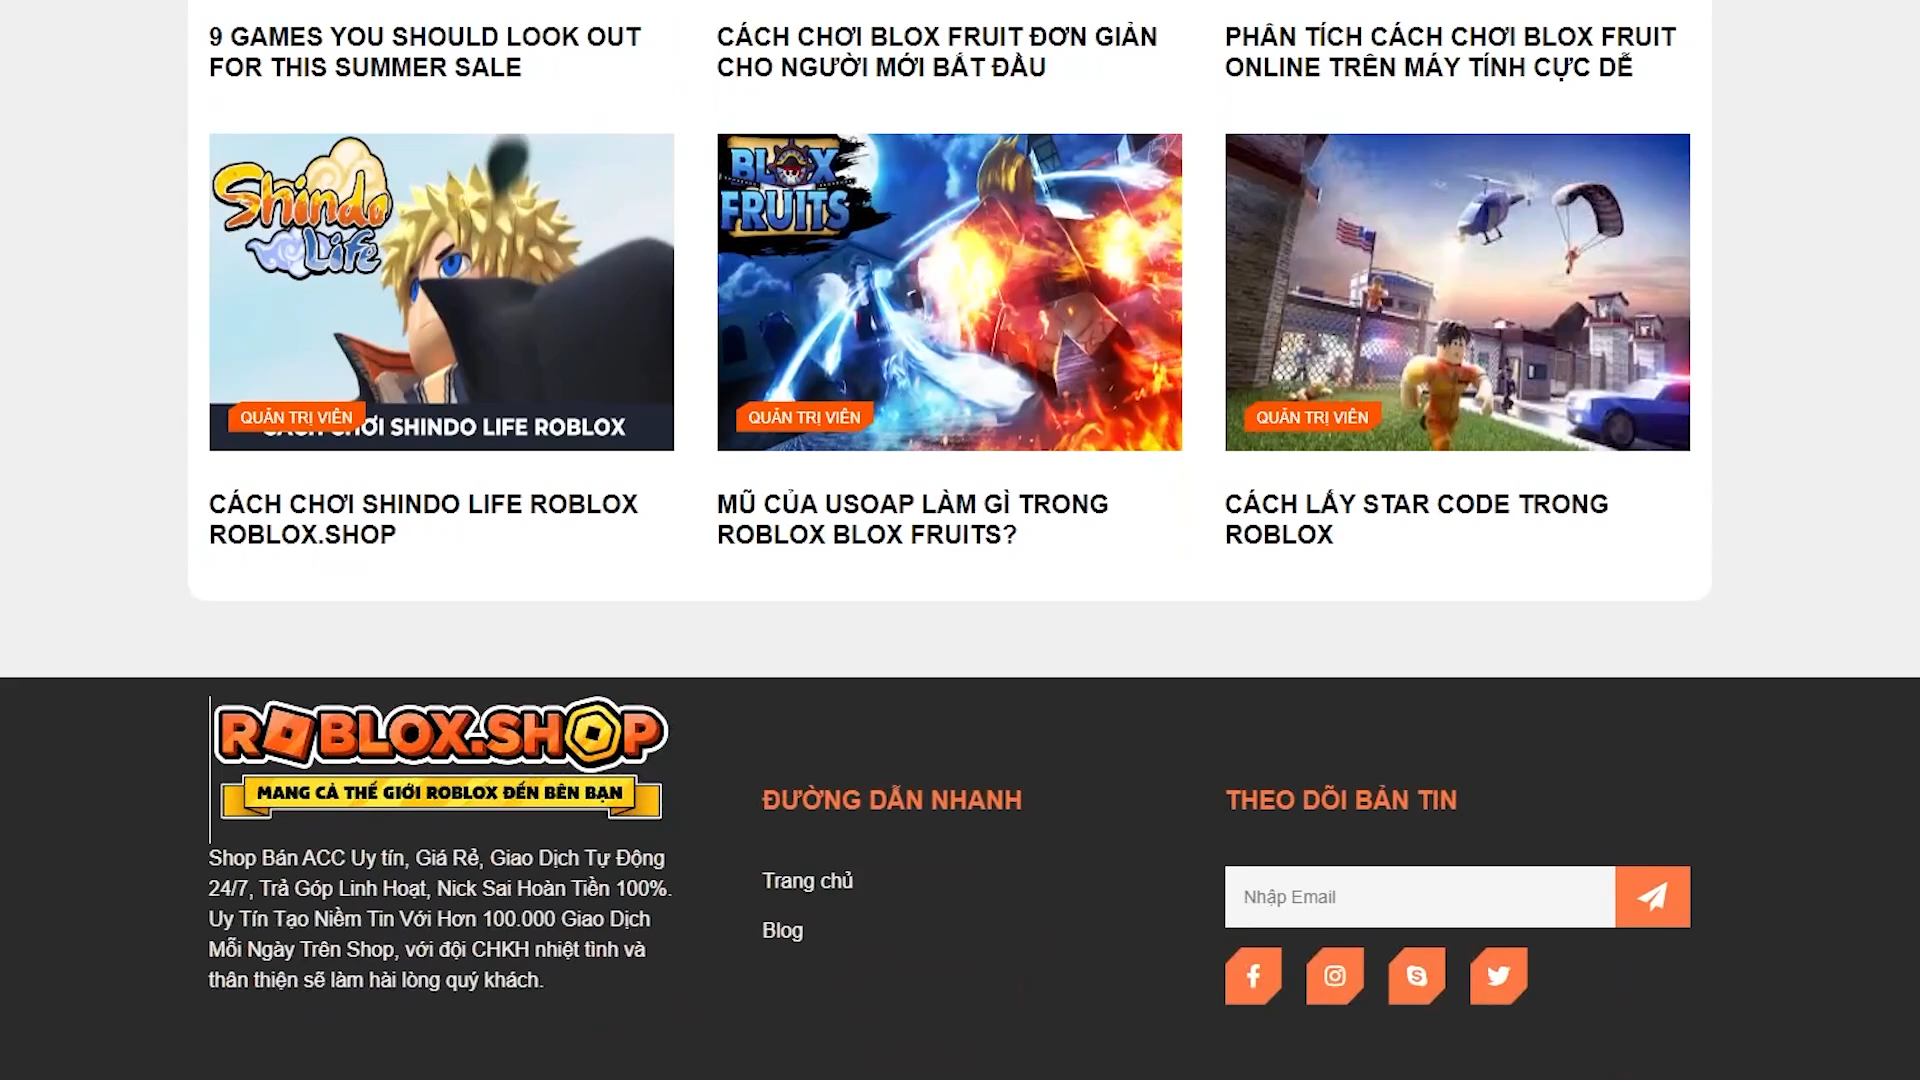 9 GAMES YOU SHOULD LOOK OUT
FOR THIS SUMMER SALE
CÁCH CHƠI BLOX FRUIT ĐƠN GIẢN
CHO NGƯỜI MỚI BẮT ĐẦU
PHÂN TÍCH CÁCH CHƠI BLOX FRUIT
ONLINE TRÊN MÁY TÍNH CỰC DỄ
Shindo
Life
QUẢN TRỊ VIÊN
CÁCH CHƠI SHINDO LIFE ROBLOX
BLOX
FRUITS
QUẢN TRỊ VIÊN
QUẢN TRỊ VIÊN
CÁCH CHƠI SHINDO LIFE ROBLOX
ROBLOX.SHOP
MŨ CỦA USOAP LÀM GÌ TRONG
ROBLOX BLOX FRUITS?
CÁCH LẤY STAR CODE TRONG
ROBLOX
ROBLOX.SHOP
MANG CẢ THẾ GIỚI ROBLOX ĐẾN BÊN BẠN
Shop Bán ACC Uy tín, Giá Rẻ, Giao Dịch Tự Động
24/7, Trả Góp Linh Hoạt, Nick Sai Hoàn Tiền 100%.
Uy Tín Tạo Niềm Tin Với Hơn 100.000 Giao Dịch
Mỗi Ngày Trên Shop, với đội CHKH nhiệt tình và
thân thiện sẽ làm hài lòng quý khách.
ĐƯỜNG DẪN NHANH
Trang chủ
Blog
THEO DÕI BẢN TIN
Nhập Email